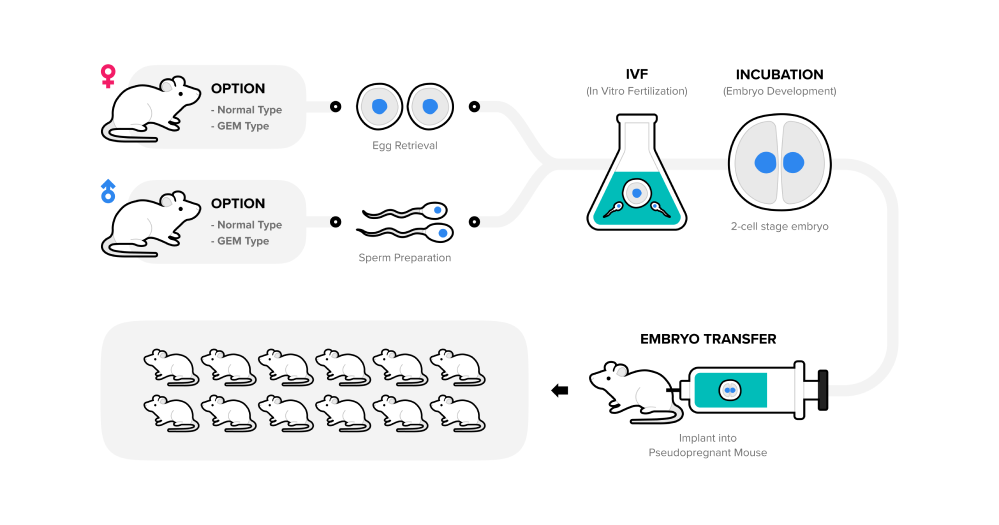 OPTION
- Normal Type
- GEM Type
Egg Retrieval
OPTION
- Normal Type
- GEM Type
Sperm Preparation
IVF
(In Vitro Fertilization)
INCUBATION
(Embryo Development)
2-cell stage embryo
EMBRYO TRANSFER
Implant into
Pseudopregnant Mouse